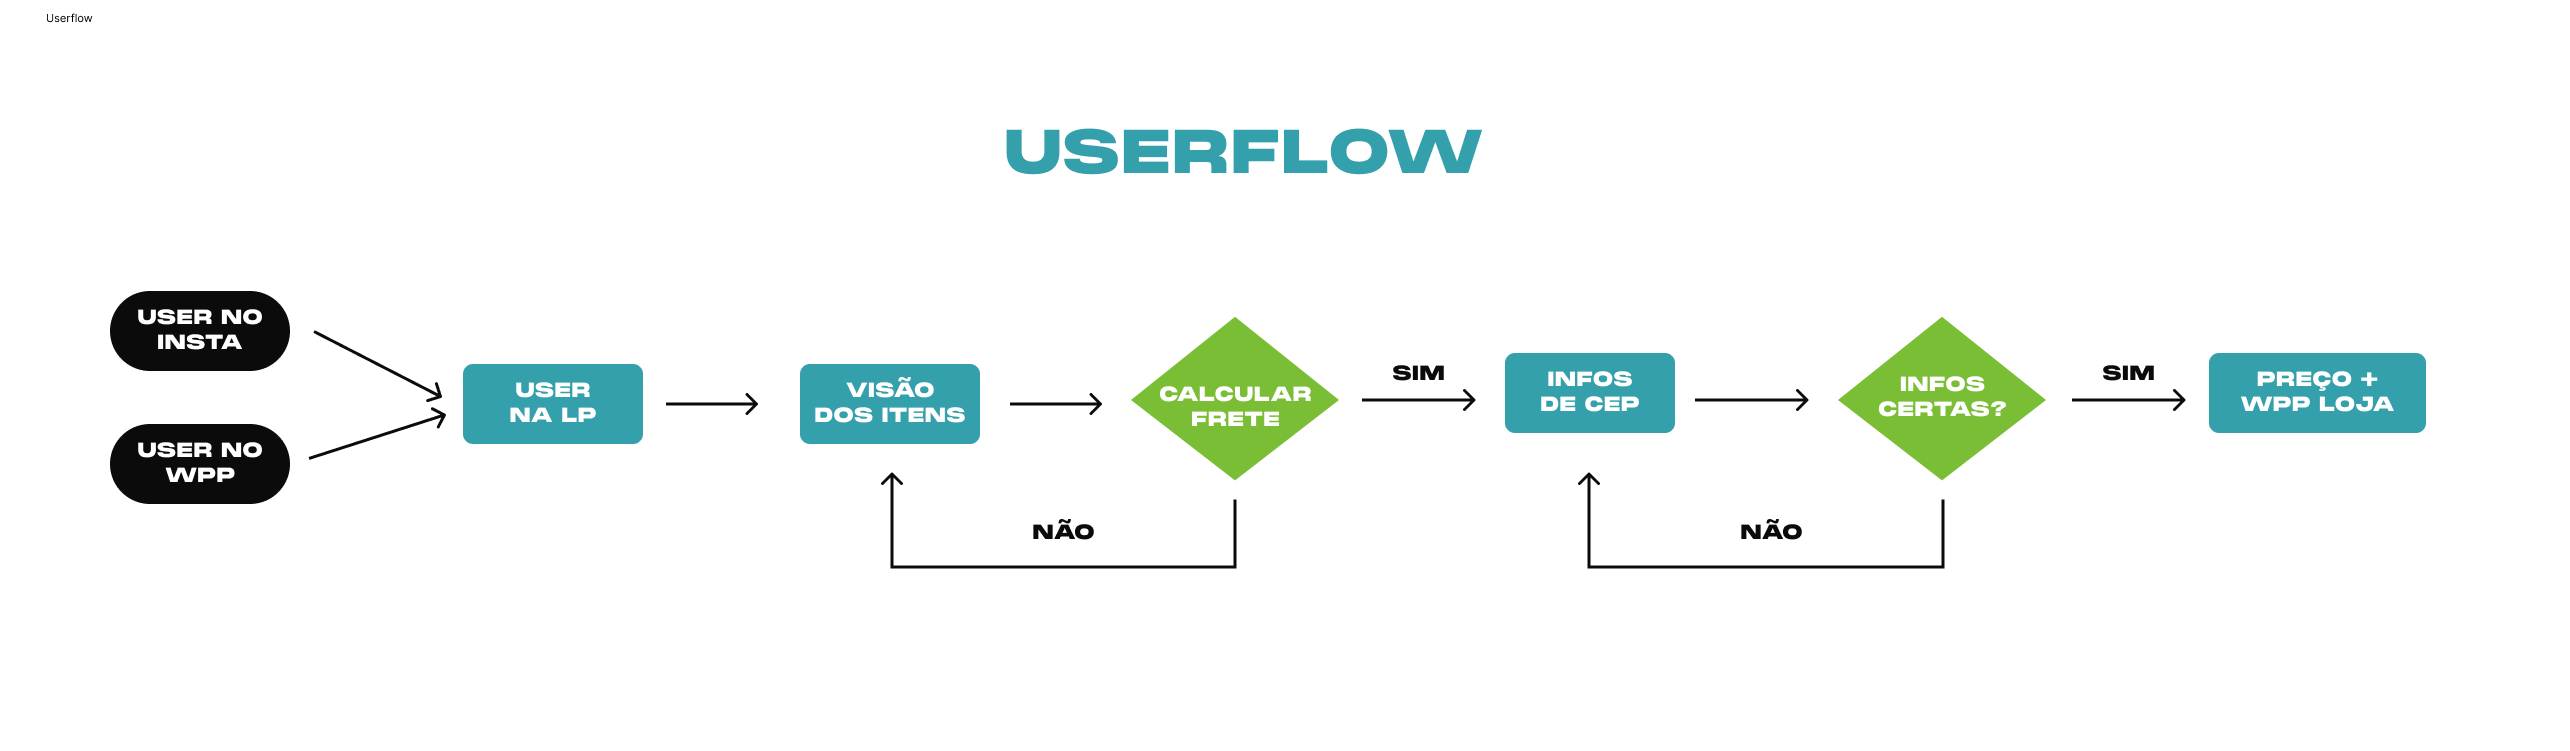 Userflow
USERFLOW
USER NO
INSTA
USER NO
WPP
USER
NA LP
VISÃO
DOS ITENS
CALCULAR
FRETE
NÃO
SIM
INFOS
DE CEP
INFOS
CERTAS?
NÃO
SIM
PREÇO +
WPP LOJA